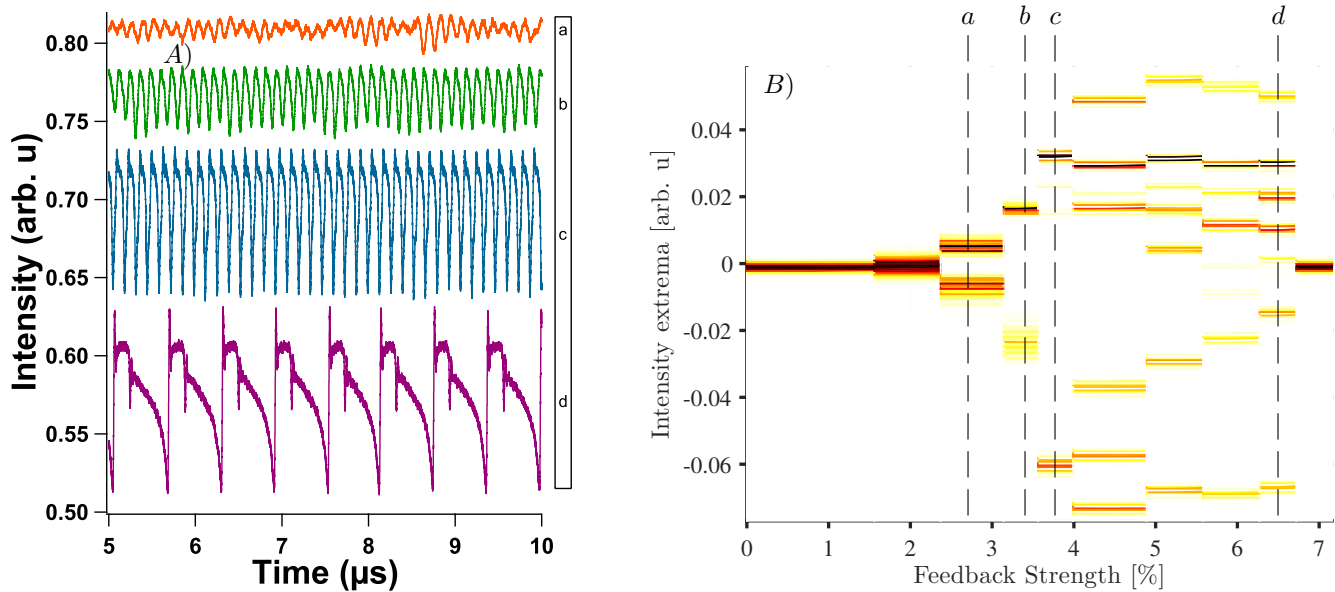 A)
Intensity (arb. u)
0.80
0.75
0.70
0.65
0.60
0.55
0.50
5
6
7
8
9
10
Time (µs)
a
b
c
d
B)
a
b
c
d
Intensity extrema [arb. u]
0.04
0.02
0
-0.02
-0.04
-0.06
0
1
2
3
4
5
6
7
Feedback Strength [%]